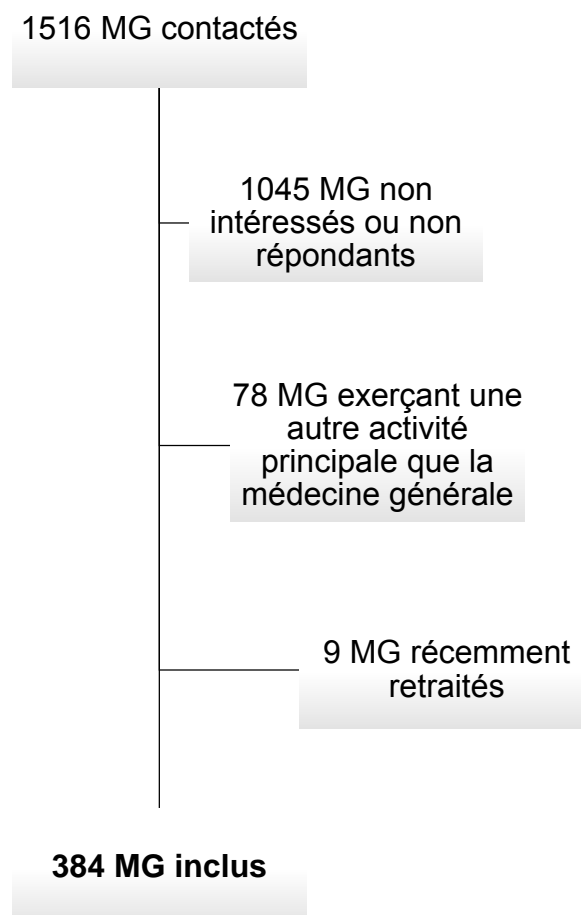 1516 MG contactés
1045 MG non
intéressés ou non
répondants
78 MG exerçant une
autre activité
principale que la
médecine générale
9 MG récemment
retraités
384 MG inclus